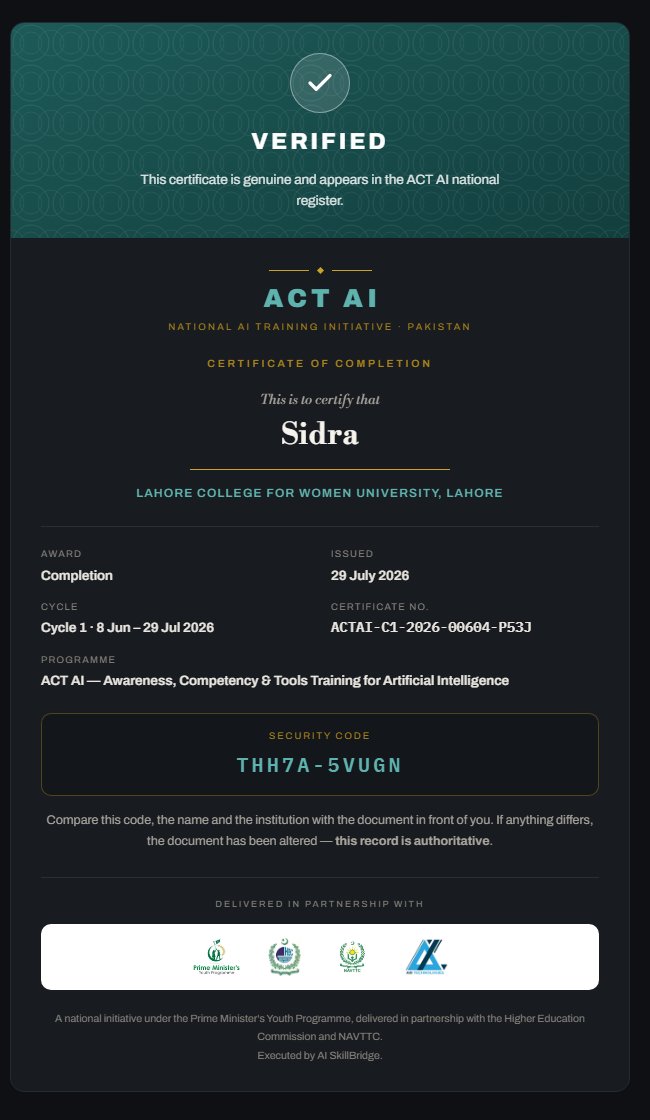 VERIFIED
This certificate is genuine and appears in the ACT AI national
register.
ACT AI
NATIONAL AI TRAINING INITIATIVE · PAKISTAN
CERTIFICATE OF COMPLETION
This is to certify that
Sidra
LAHORE COLLEGE FOR WOMEN UNIVERSITY, LAHORE
AWARD
Completion
ISSUED
29 July 2026
CYCLE
Cycle 1 · 8 Jun – 29 Jul 2026
CERTIFICATE NO.
ACTAI-C1-2026-00604-P53J
PROGRAMME
ACT AI — Awareness, Competency & Tools Training for Artificial Intelligence
SECURITY CODE
THH7A-5VUGN
Compare this code, the name and the institution with the document in front of you. If anything differs,
the document has been altered — this record is authoritative.
DELIVERED IN PARTNERSHIP WITH
Prime Minister's
Youth Programme
NAVTTC
A national initiative under the Prime Minister's Youth Programme, delivered in partnership with the Higher Education
Commission and NAVTTC.
Executed by AI SkillBridge.